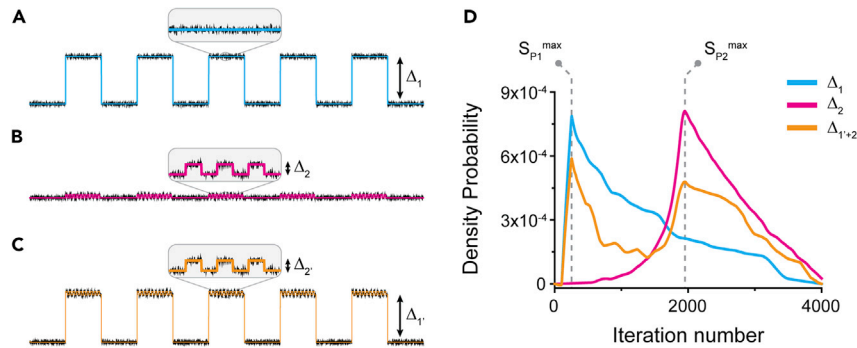 A
Δ1
B
Δ2
C
Δ2'
Δ1'
D
SP1max
SP2max
Δ1
Δ2
Δ1'+2
Density Probability
9x10-4
6x10-4
3x10-4
0
0
2000
4000
Iteration number